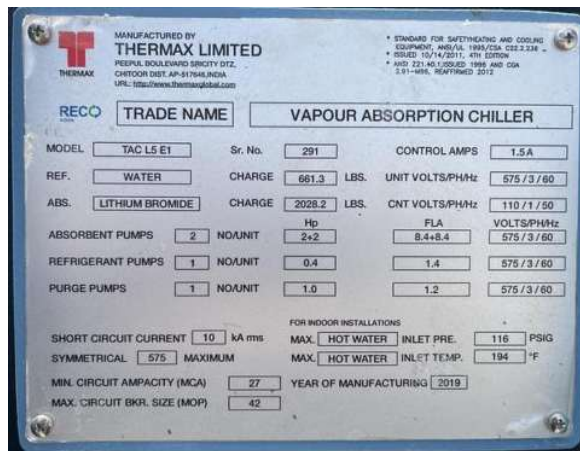 MANUFACTURED BY
THERMAX LIMITED
PEEPUL BOULEVARD SRICITY DTZ,
CHITOOR DIST. AP-517646, INDIA
URL: http://www.thermaxglobal.com
THERMAX
* STANDARD FOR SAFETY HEATING AND COOLING
EQUIPMENT, ANSI/UL 1995/CSA C22.2.236
* ISSUED 10/14/2011, 4TH EDITION
* ANSI Z21.40.1, ISSUED 1996 AND CGA
2.91-M96, REAFFIRMED 2012
RECO
TRADE NAME VAPOUR ABSORPTION CHILLER
MODEL TAC L5 E1 Sr. No. 291 CONTROL AMPS 1.5 A
REF. WATER CHARGE 661.3 LBS. UNIT VOLTS/PH/Hz 575 / 3 / 60
ABS. LITHIUM BROMIDE CHARGE 2028.2 LBS. CNT VOLTS/PH/Hz 110 / 1 / 50
Hp FLA VOLTS/PH/Hz
ABSORBENT PUMPS 2 NO/UNIT 2+2 8.4+8.4 575 / 3 / 60
REFRIGERANT PUMPS 1 NO/UNIT 0.4 1.4 575 / 3 / 60
PURGE PUMPS 1 NO/UNIT 1.0 1.2 575 / 3 / 60
FOR INDOOR INSTALLATIONS
SHORT CIRCUIT CURRENT 10 kA rms MAX. HOT WATER INLET PRE. 116 PSIG
SYMMETRICAL 575 MAXIMUM MAX. HOT WATER INLET TEMP. 194 °F
MIN. CIRCUIT AMPACITY (MCA) 27 YEAR OF MANUFACTURING 2019
MAX. CIRCUIT BKR. SIZE (MOP) 42